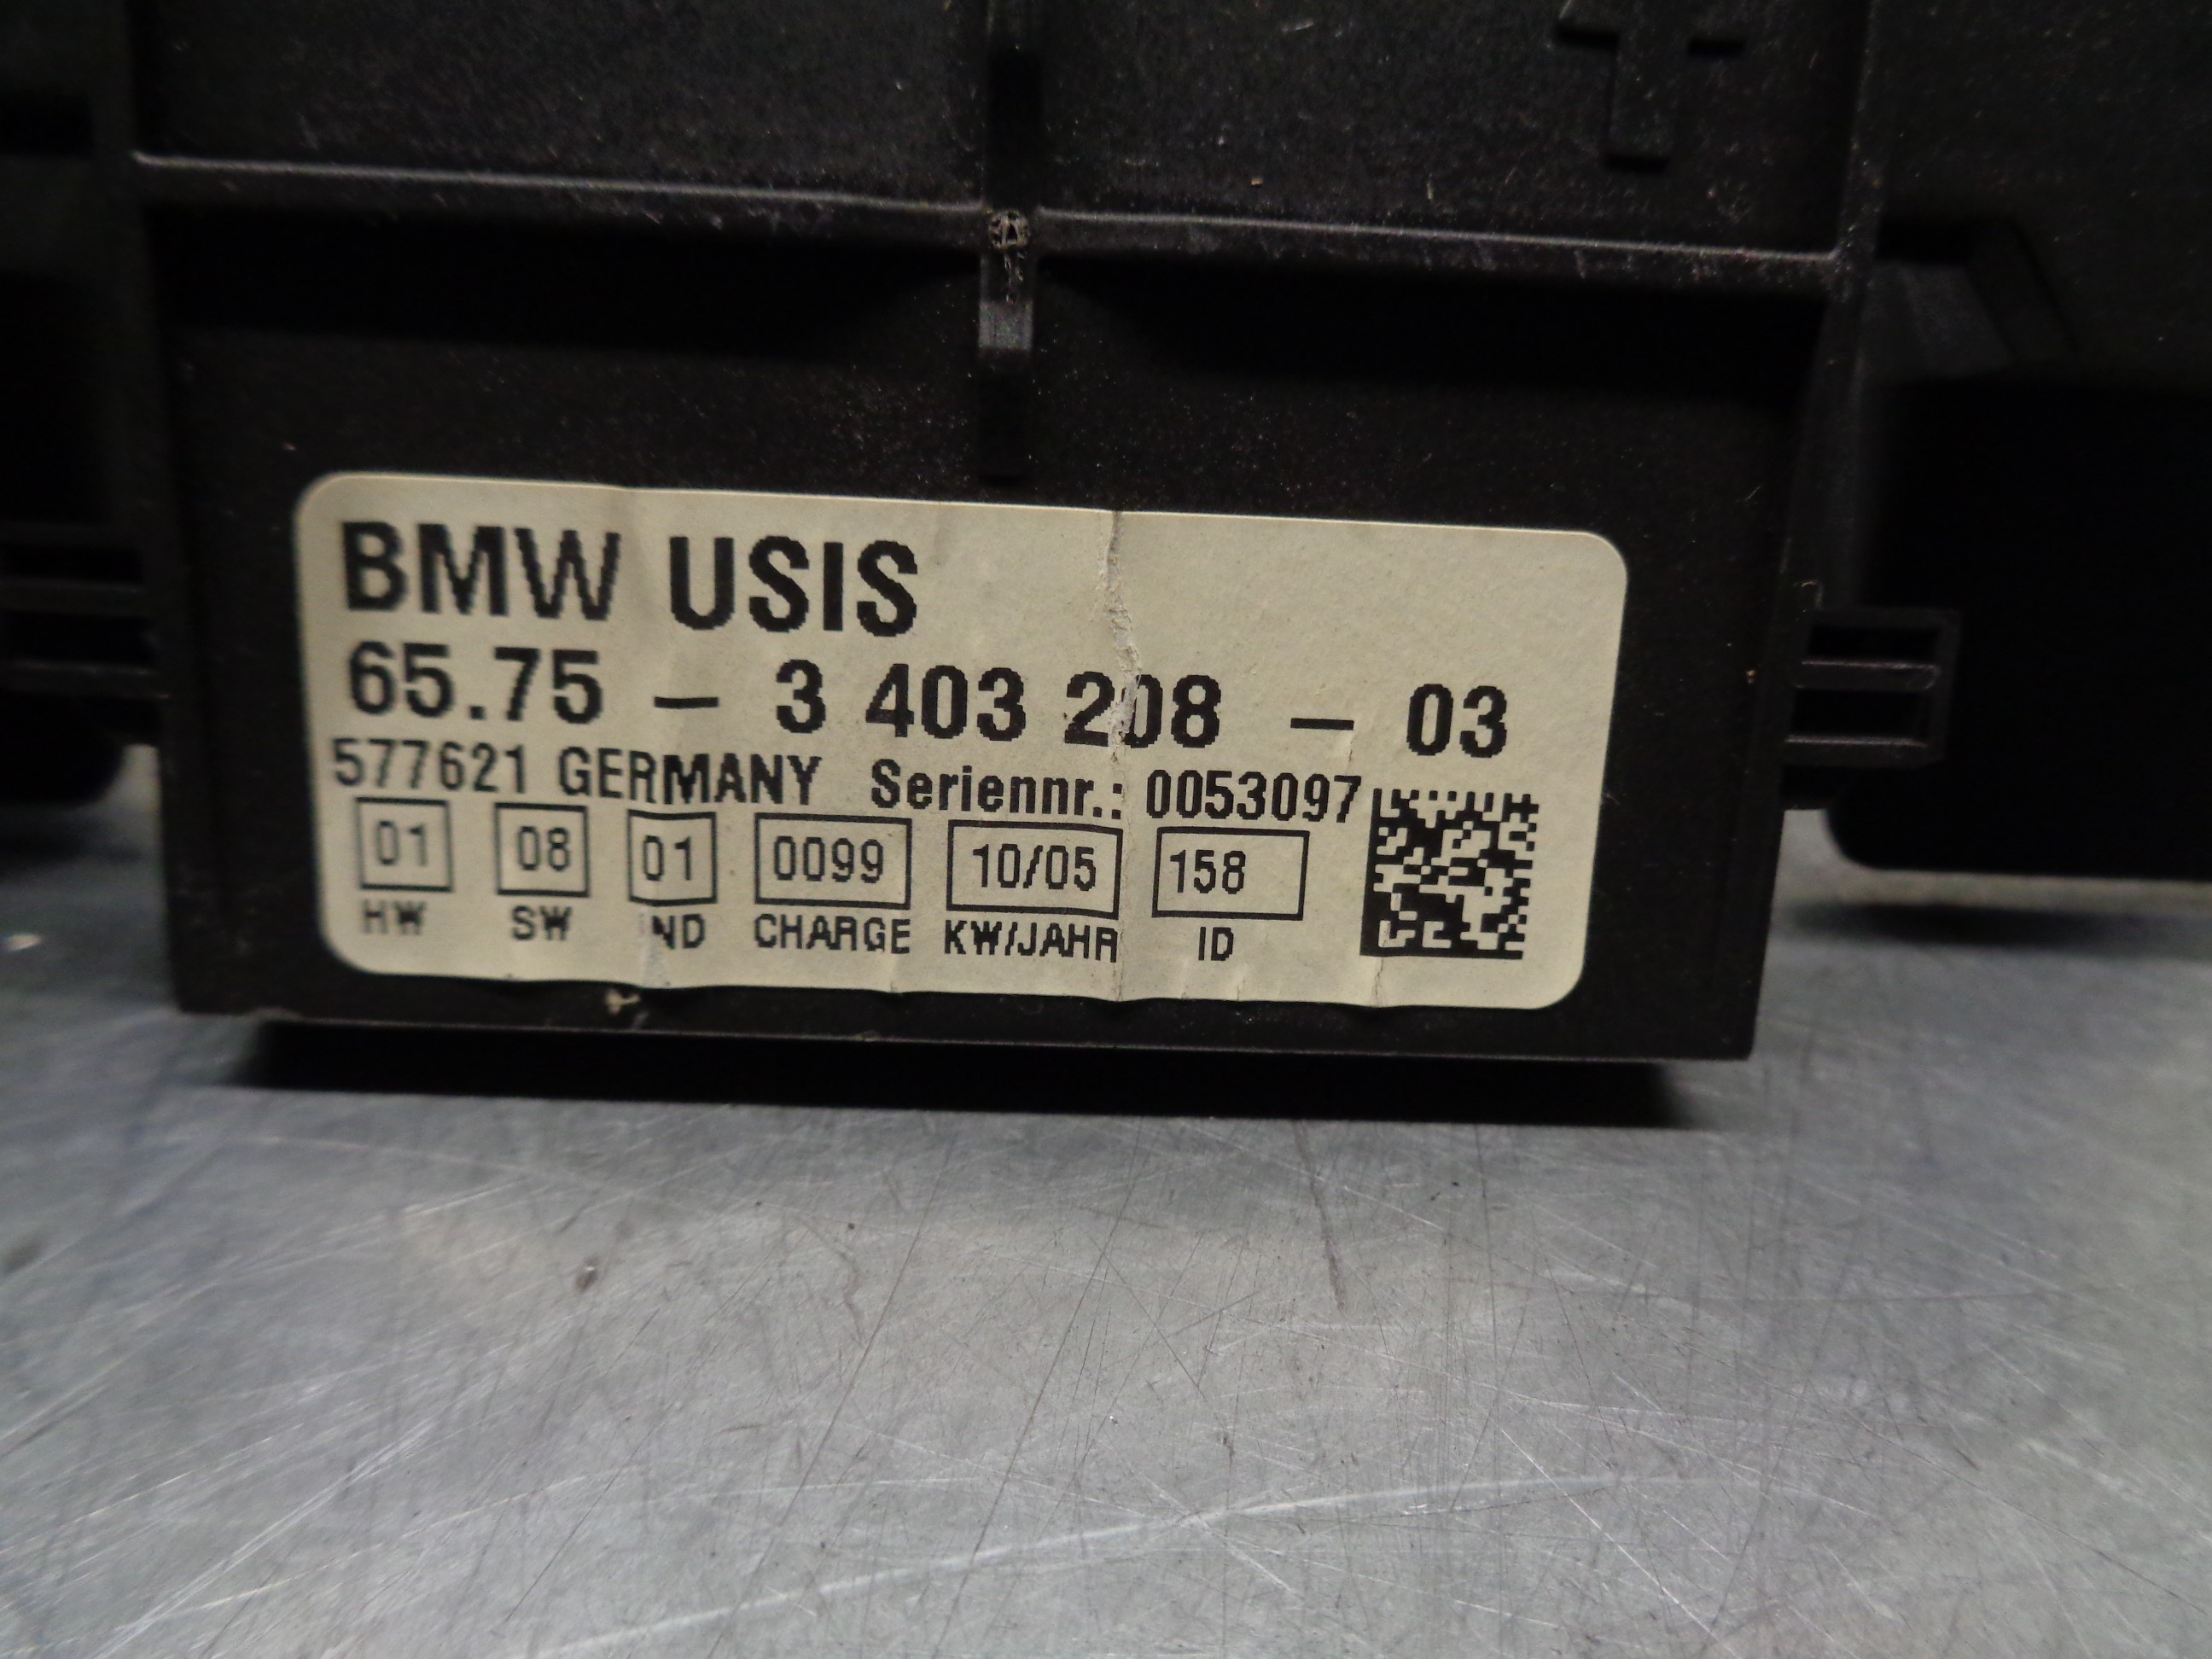 BMW USIS
65.75 – 3 403 208 – 03
577621 GERMANY Seriennr.: 0053097
01 08 01 0099 10/05 158
HW SW ND CHARGE KW/JAHR ID